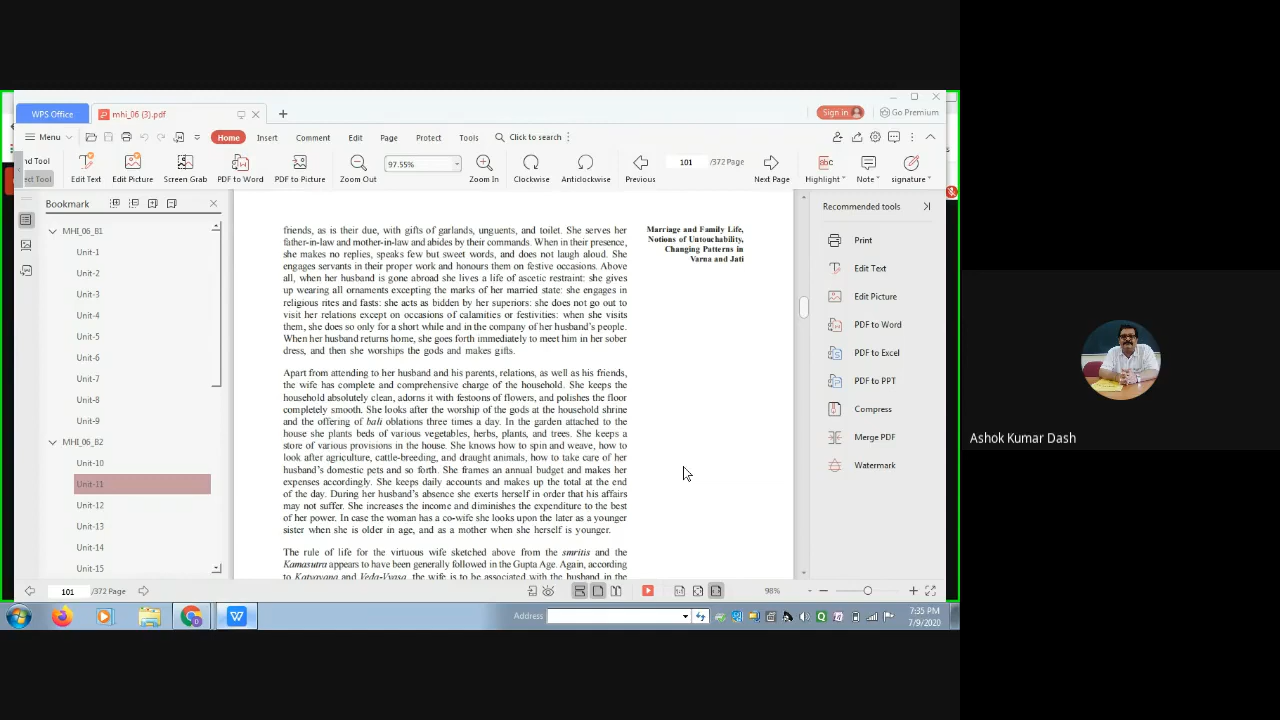 WPS Office
mhi_06 (3).pdf
Sign in
Go Premium
Menu
Home
Insert
Comment
Edit
Page
Protect
Tools
Click to search
nd Tool
ext Tool
Edit Text
Edit Picture
Screen Grab
PDF to Word
PDF to Picture
Zoom Out
97.55%
Zoom In
Clockwise
Anticlockwise
Previous
101
/372 Page
Next Page
Highlight
Note
signature
Bookmark
MHI_06_B1
Unit-1
Unit-2
Unit-3
Unit-4
Unit-5
Unit-6
Unit-7
Unit-8
Unit-9
MHI_06_B2
Unit-10
Unit-11
Unit-12
Unit-13
Unit-14
Unit-15
friends, as is their due, with gifts of garlands, unguents, and toilet. She serves her
father-in-law and mother-in-law and abides by their commands. When in their presence,
she makes no replies, speaks few but sweet words, and does not laugh aloud. She
engages servants in their proper work and honours them on festive occasions. Above
all, when her husband is gone abroad she lives a life of ascetic restraint: she gives
up wearing all ornaments excepting the marks of her married state: she engages in
religious rites and fasts: she acts as bidden by her superiors: she does not go out to
visit her relations except on occasions of calamities or festivities: when she visits
them, she does so only for a short while and in the company of her husband's people.
When her husband returns home, she goes forth immediately to meet him in her sober
dress, and then she worships the gods and makes gifts.
Apart from attending to her husband and his parents, relations, as well as his friends,
the wife has complete and comprehensive charge of the household. She keeps the
household absolutely clean, adorns it with festoons of flowers, and polishes the floor
completely smooth. She looks after the worship of the gods at the household shrine
and the offering of bali oblations three times a day. In the garden attached to the
house she plants beds of various vegetables, herbs, plants, and trees. She keeps a
store of various provisions in the house. She knows how to spin and weave, how to
look after agriculture, cattle-breeding, and draught animals, how to take care of her
husband's domestic pets and so forth. She frames an annual budget and makes her
expenses accordingly. She keeps daily accounts and makes up the total at the end
of the day. During her husband's absence she exerts herself in order that his affairs
may not suffer. She increases the income and diminishes the expenditure to the best
of her power. In case the woman has a co-wife she looks upon the later as a younger
sister when she is older in age, and as a mother when she herself is younger.
The rule of life for the virtuous wife sketched above from the smritis and the
Kamasutra appears to have been generally followed in the Gupta Age. Again, according
to Katyayana and Veda-Vyasa, the wife is to be associated with the husband in the
Marriage and Family Life,
Notions of Untouchability,
Changing Patterns in
Varna and Jati
Recommended tools
Print
Edit Text
Edit Picture
PDF to Word
PDF to Excel
PDF to PPT
Compress
Merge PDF
Watermark
101
/372 Page
98%
Address:
7:35 PM
7/9/2020
Ashok Kumar Dash